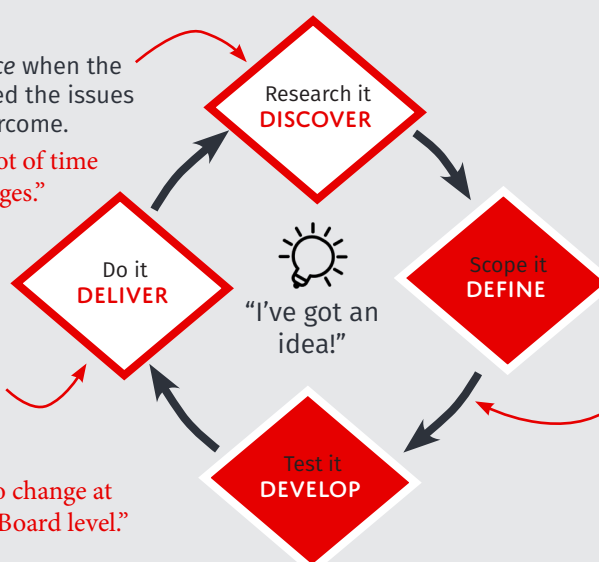 ce when the
ed the issues
rcome.
ot of time
ges.”
Research it
DISCOVER
Scope it
DEFINE
Do it
DELIVER
“I’ve got an
idea!”
Test it
DEVELOP
o change at
Board level.”